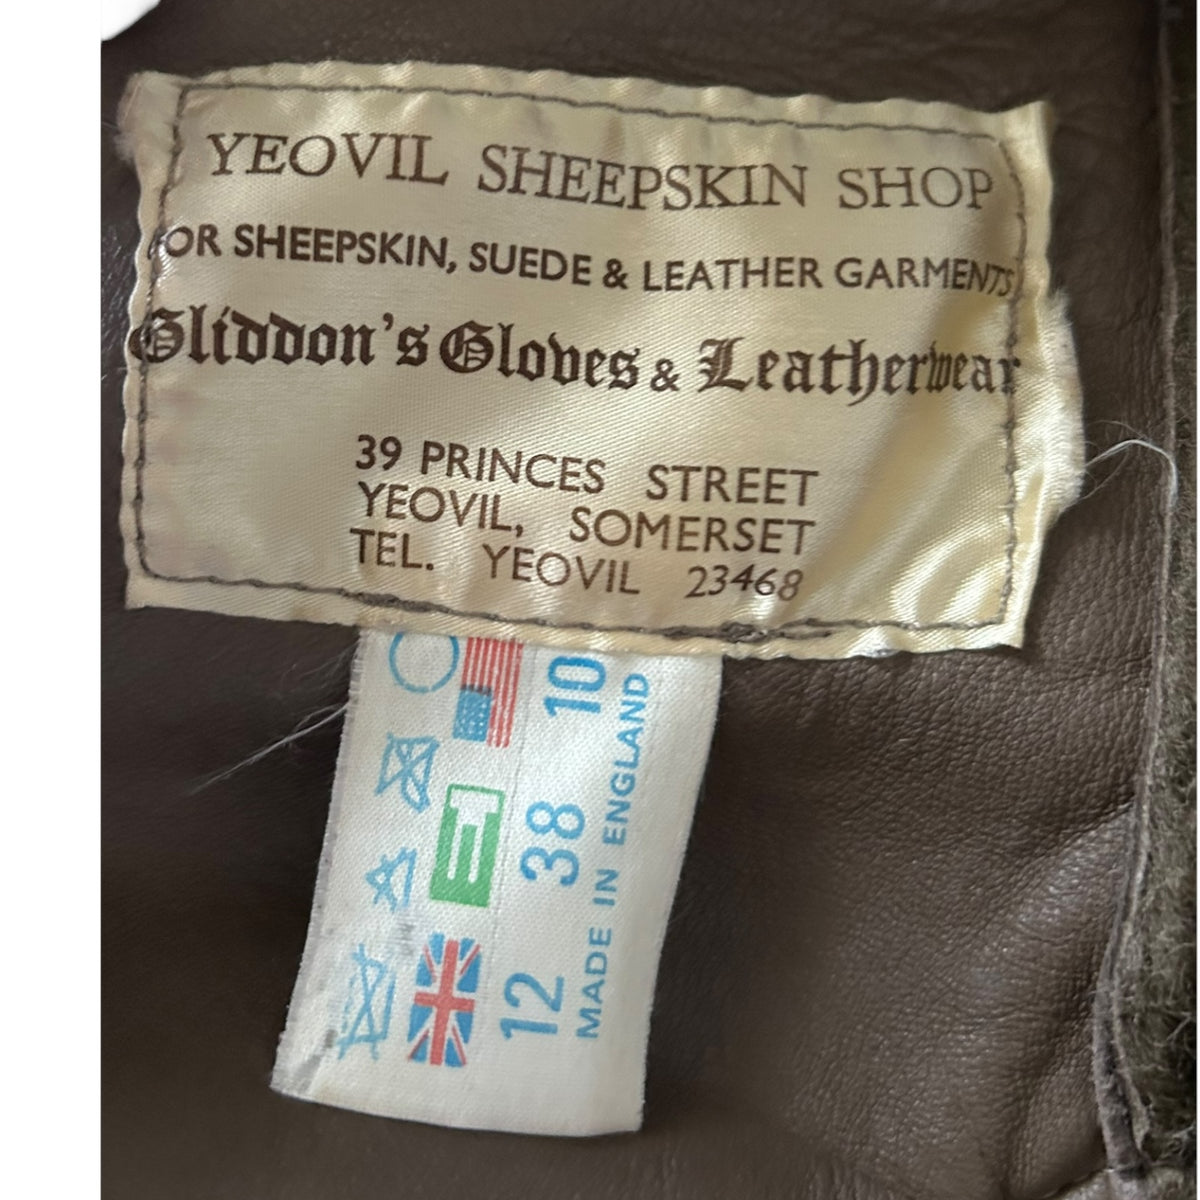 YEOVIL SHEEPSKIN SHOP
FOR SHEEPSKIN, SUEDE & LEATHER GARMENTS
Gliddon's Gloves & Leatherwear
39 PRINCES STREET
YEOVIL, SOMERSET
TEL. YEOVIL 23468
12 38 10
MADE IN ENGLAND